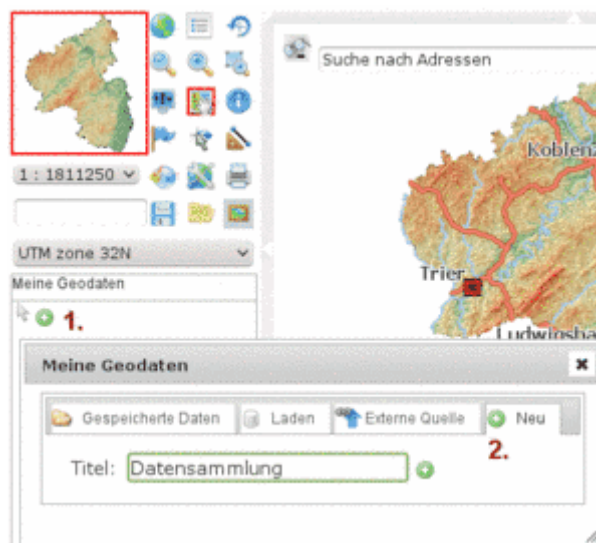 Suche nach Adressen
Koblenz
1 : 1811250
UTM zone 32N
Trier
Meine Geodaten
1.
Ludwigsha
Meine Geodaten
Gespeicherte Daten
Laden
Externe Quelle
Neu
2.
Titel: Datensammlung